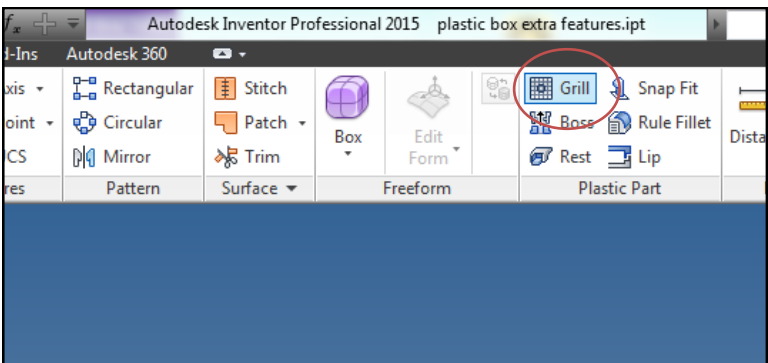 fx Autodesk Inventor Professional 2015 plastic box extra features.ipt
d-Ins Autodesk 360
xis Rectangular Stitch Grill Snap Fit
oint Circular Patch Box Edit Form Boss Rule Fillet Dista
UCS Mirror Trim Rest Lip
res Pattern Surface Freeform Plastic Part